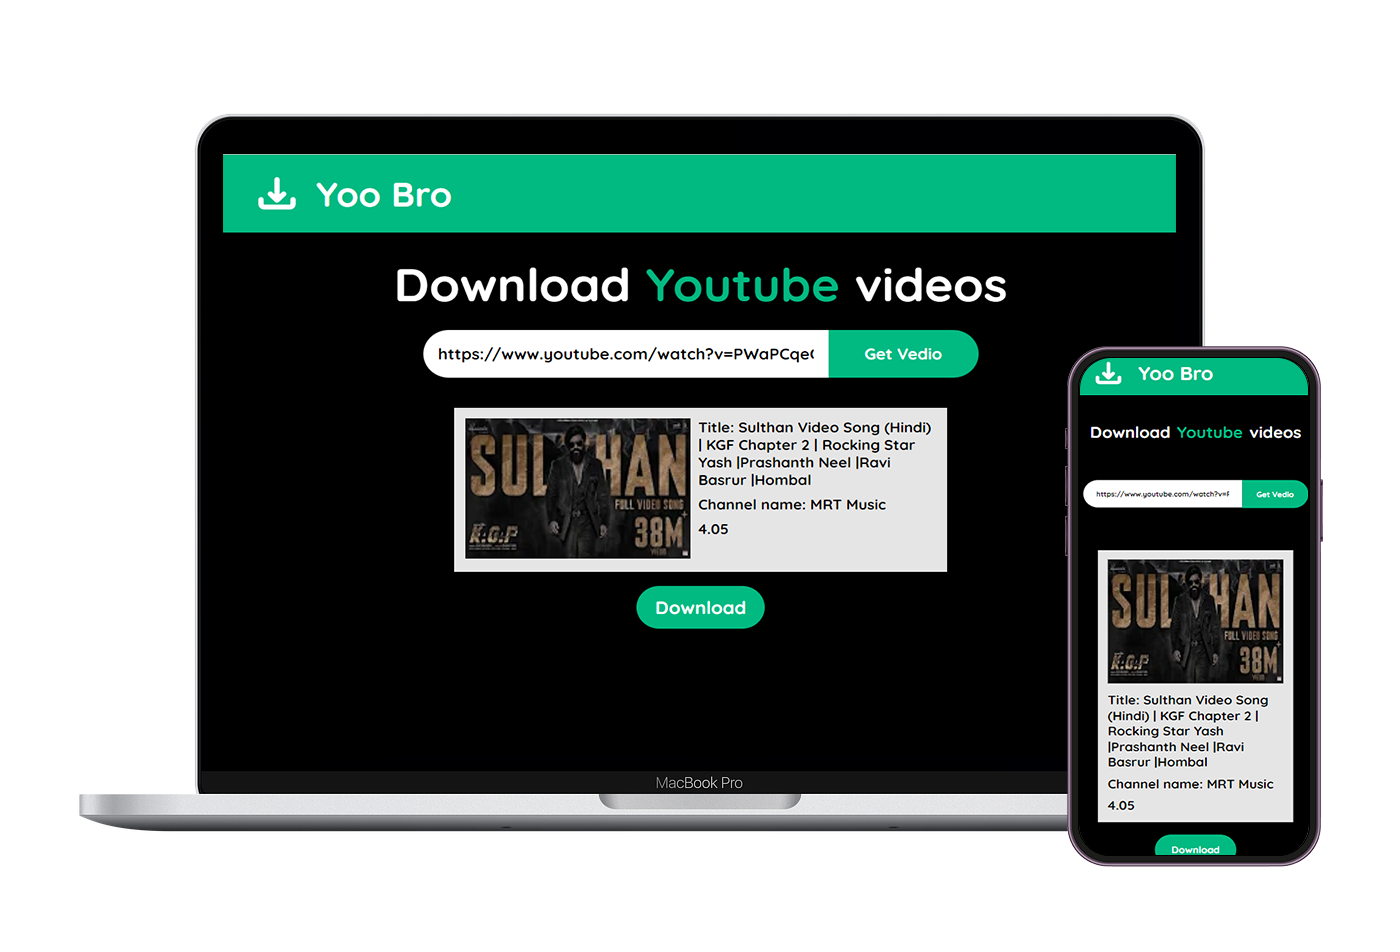 Yoo Bro
Download Youtube videos
https://www.youtube.com/watch?v=PWaPCqe
Get Vedio
SULTHAN
FULL VIDEO SONG
K.G.F
38M+
Title: Sulthan Video Song (Hindi)
| KGF Chapter 2 | Rocking Star
Yash |Prashanth Neel |Ravi
Basrur |Hombal
Channel name: MRT Music
4.05
Download
MacBook Pro
Yoo Bro
Download Youtube videos
https://www.youtube.com/watch?v=
Get Vedio
SULTHAN
FULL VIDEO SONG
K.G.F
38M+
Title: Sulthan Video Song
(Hindi) | KGF Chapter 2 |
Rocking Star Yash
|Prashanth Neel |Ravi
Basrur |Hombal
Channel name: MRT Music
4.05
Download